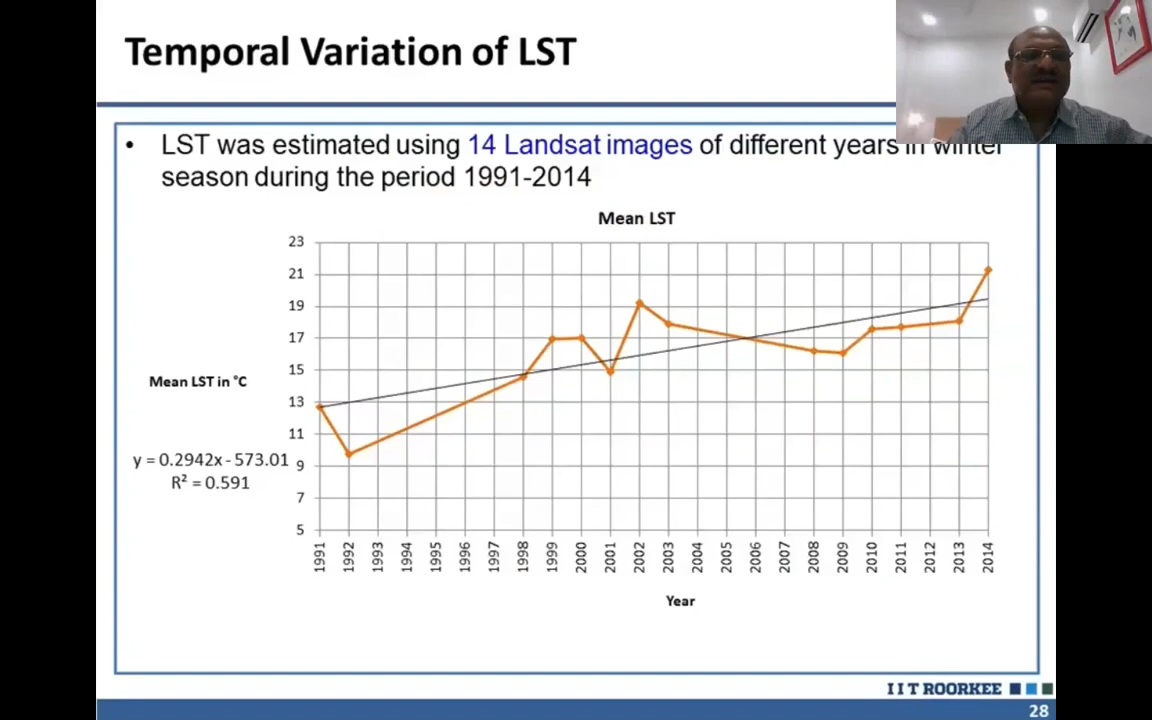 Temporal Variation of LST
• LST was estimated using 14 Landsat images of different years in winter
season during the period 1991-2014
Mean LST
23
21
19
17
15
13
11
9
7
5
Mean LST in °C
y = 0.2942x - 573.01
R² = 0.591
1991 1992 1993 1994 1995 1996 1997 1998 1999 2000 2001 2002 2003 2004 2005 2006 2007 2008 2009 2010 2011 2012 2013 2014
Year
I I T ROORKEE
28